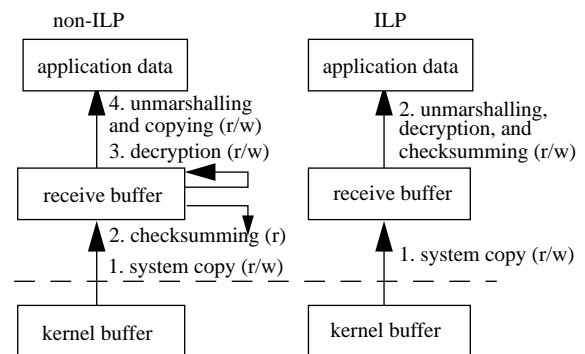 non-ILP
application data
4. unmarshalling
and copying (r/w)
3. decryption (r/w)
receive buffer
2. checksumming (r)
1. system copy (r/w)
kernel buffer
ILP
application data
2. unmarshalling,
decryption, and
checksumming (r/w)
receive buffer
1. system copy (r/w)
kernel buffer